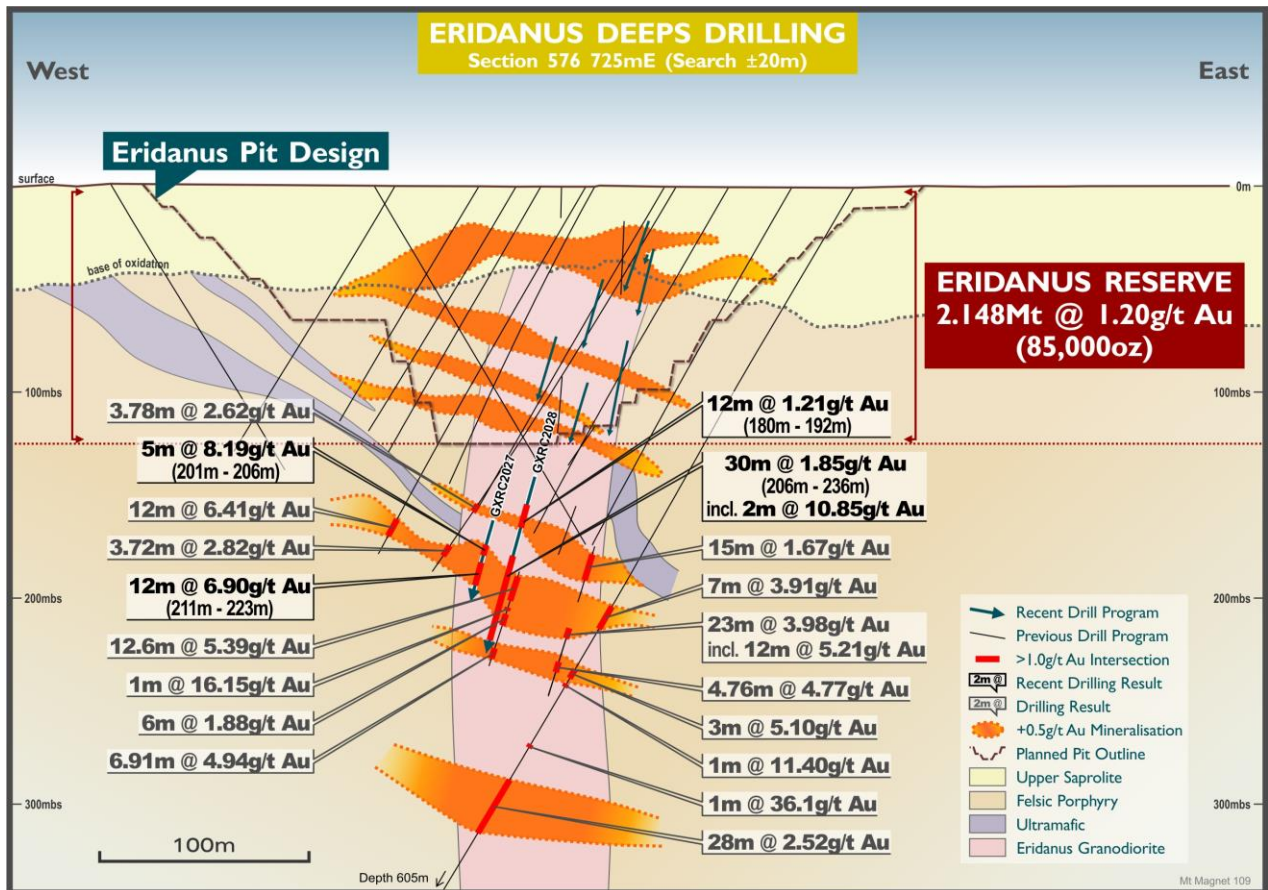 ERIDANUS DEEPS DRILLING
Section 576 725mE (Search ±20m)
West
East
Eridanus Pit Design
surface
0m
base of oxidation
ERIDANUS RESERVE
2.148Mt @ 1.20g/t Au
(85,000oz)
100mbs
100mbs
3.78m @ 2.62g/t Au
5m @ 8.19g/t Au
(201m - 206m)
12m @ 6.41g/t Au
3.72m @ 2.82g/t Au
12m @ 6.90g/t Au
(211m - 223m)
12.6m @ 5.39g/t Au
1m @ 16.15g/t Au
6m @ 1.88g/t Au
6.91m @ 4.94g/t Au
GXRC2027
GXRC2028
12m @ 1.21g/t Au
(180m - 192m)
30m @ 1.85g/t Au
(206m - 236m)
incl. 2m @ 10.85g/t Au
15m @ 1.67g/t Au
7m @ 3.91g/t Au
23m @ 3.98g/t Au
incl. 12m @ 5.21g/t Au
4.76m @ 4.77g/t Au
3m @ 5.10g/t Au
1m @ 11.40g/t Au
1m @ 36.1g/t Au
28m @ 2.52g/t Au
200mbs
200mbs
300mbs
300mbs
Recent Drill Program
Previous Drill Program
>1.0g/t Au Intersection
2m @
Recent Drilling Result
2m @
Drilling Result
+0.5g/t Au Mineralisation
Planned Pit Outline
Upper Saprolite
Felsic Porphyry
Ultramafic
Eridanus Granodiorite
100m
Depth 605m
Mt Magnet 109